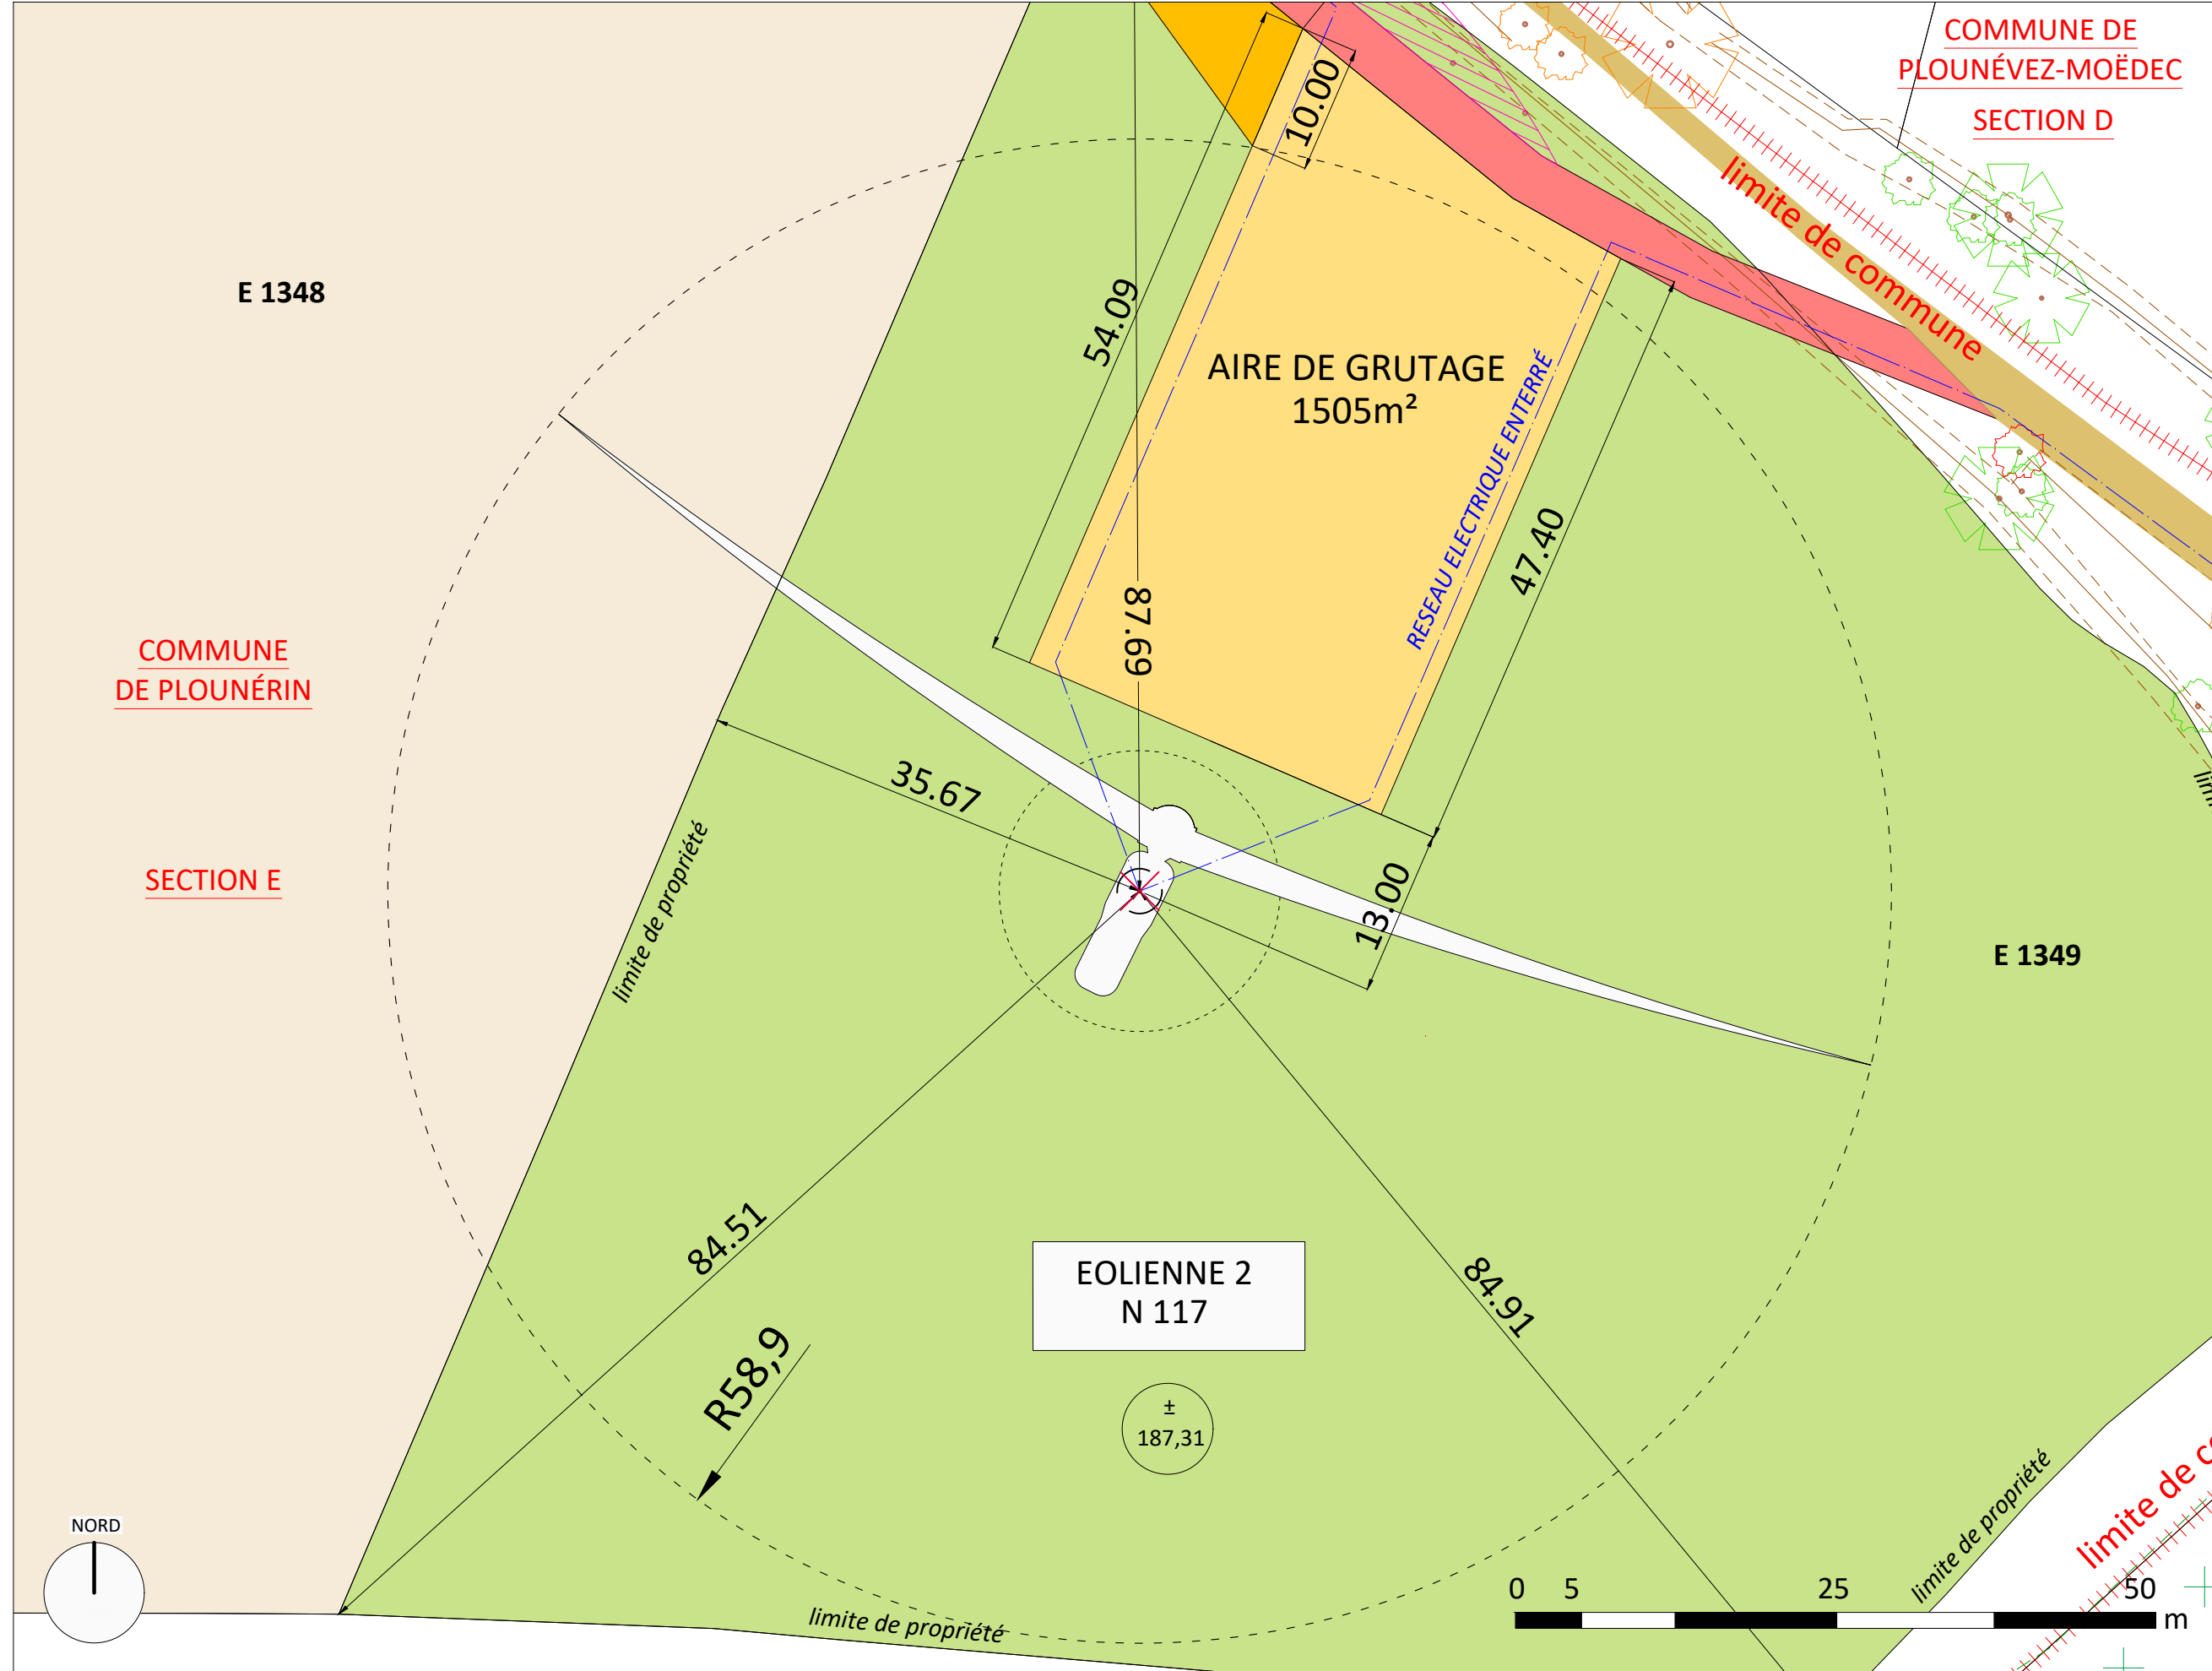 COMMUNE DE
PLOUNÉVEZ-MOËDEC
SECTION D
10.00
limite de commune
E 1348
54.09
AIRE DE GRUTAGE
1505m²
RESEAU ELECTRIQUE ENTERRÉ
47.40
87.69
COMMUNE
DE PLOUNÉRIN
35.67
limite de propriété
SECTION E
13.00
E 1349
84.51
EOLIENNE 2
N 117
84.91
R58,9
±
187,31
limite de propriété
limite de
NORD
0 5 25 50
m
limite de propriété